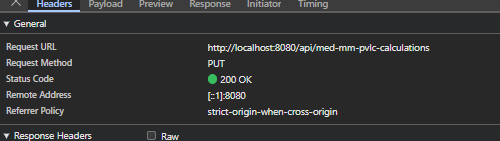 Headers Payload Preview Response Initiator Timing
General
Request URL http://localhost:8080/api/med-mm-pvlc-calculations
Request Method PUT
Status Code 200 OK
Remote Address [::1]:8080
Referrer Policy strict-origin-when-cross-origin
Response Headers Raw